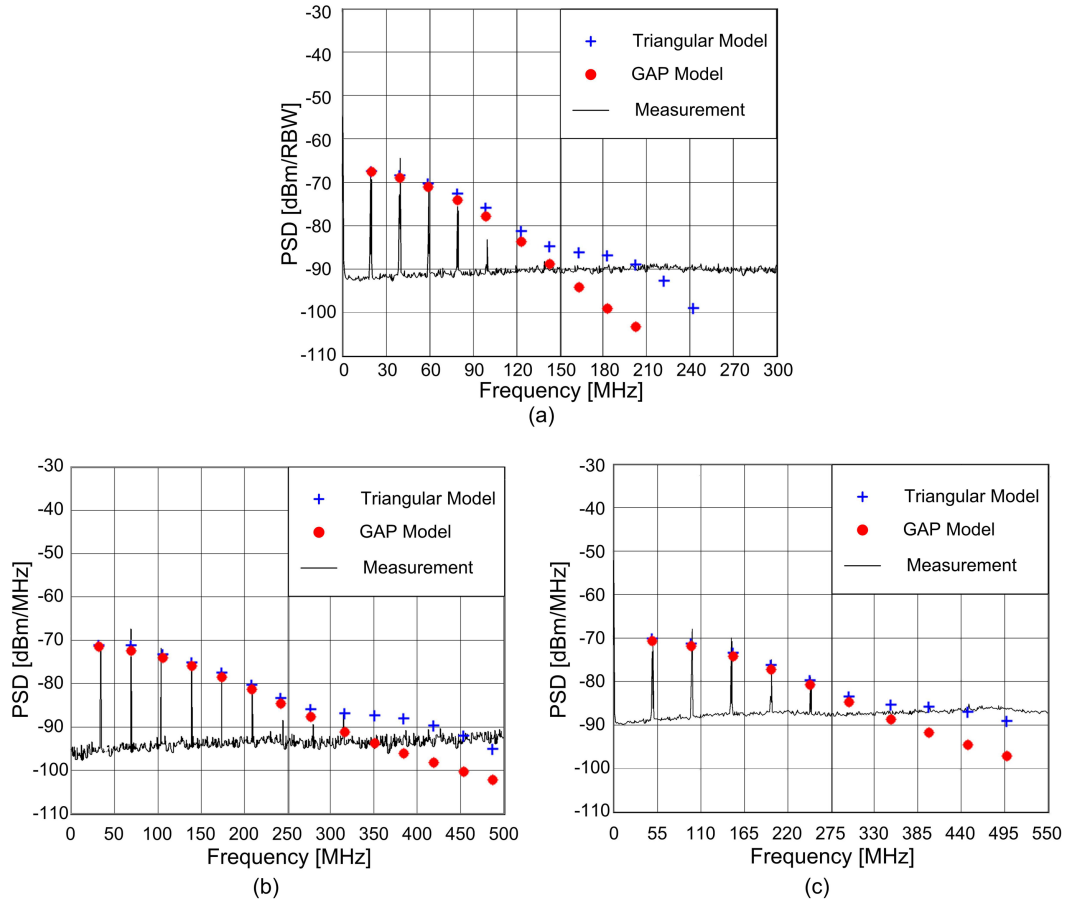 -30
-40
-50
-60
-70
-80
-90
-100
-110
PSD [dBm/RBW]
Triangular Model
GAP Model
Measurement
0 30 60 90 120 150 180 210 240 270 300
Frequency [MHz]
(a)
-30
-40
-50
-60
-70
-80
-90
-100
-110
PSD [dBm/MHz]
Triangular Model
GAP Model
Measurement
0 50 100 150 200 250 300 350 400 450 500
Frequency [MHz]
(b)
-30
-40
-50
-60
-70
-80
-90
-100
-110
PSD [dBm/MHz]
Triangular Model
GAP Model
Measurement
0 55 110 165 220 275 330 385 440 495 550
Frequency [MHz]
(c)